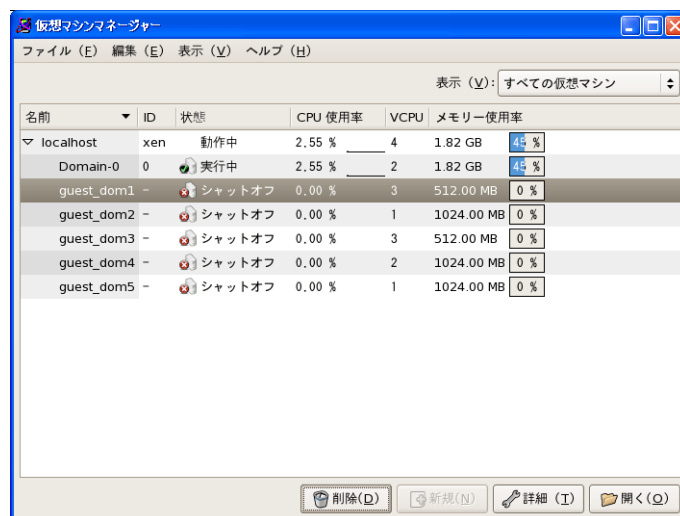 仮想マシンマネージャー
ファイル (F) 編集 (E) 表示 (V) ヘルプ (H)
表示 (V): すべての仮想マシン
名前 ID 状態 CPU 使用率 VCPU メモリー使用率
localhost xen 動作中 2.55 % 4 1.82 GB 45 %
Domain-0 0 実行中 2.55 % 2 1.82 GB 45 %
guest_dom1 - シャットオフ 0.00 % 3 512.00 MB 0 %
guest_dom2 - シャットオフ 0.00 % 1 1024.00 MB 0 %
guest_dom3 - シャットオフ 0.00 % 3 512.00 MB 0 %
guest_dom4 - シャットオフ 0.00 % 2 1024.00 MB 0 %
guest_dom5 - シャットオフ 0.00 % 1 1024.00 MB 0 %
削除(D) 新規(N) 詳細 (T) 開く(O)